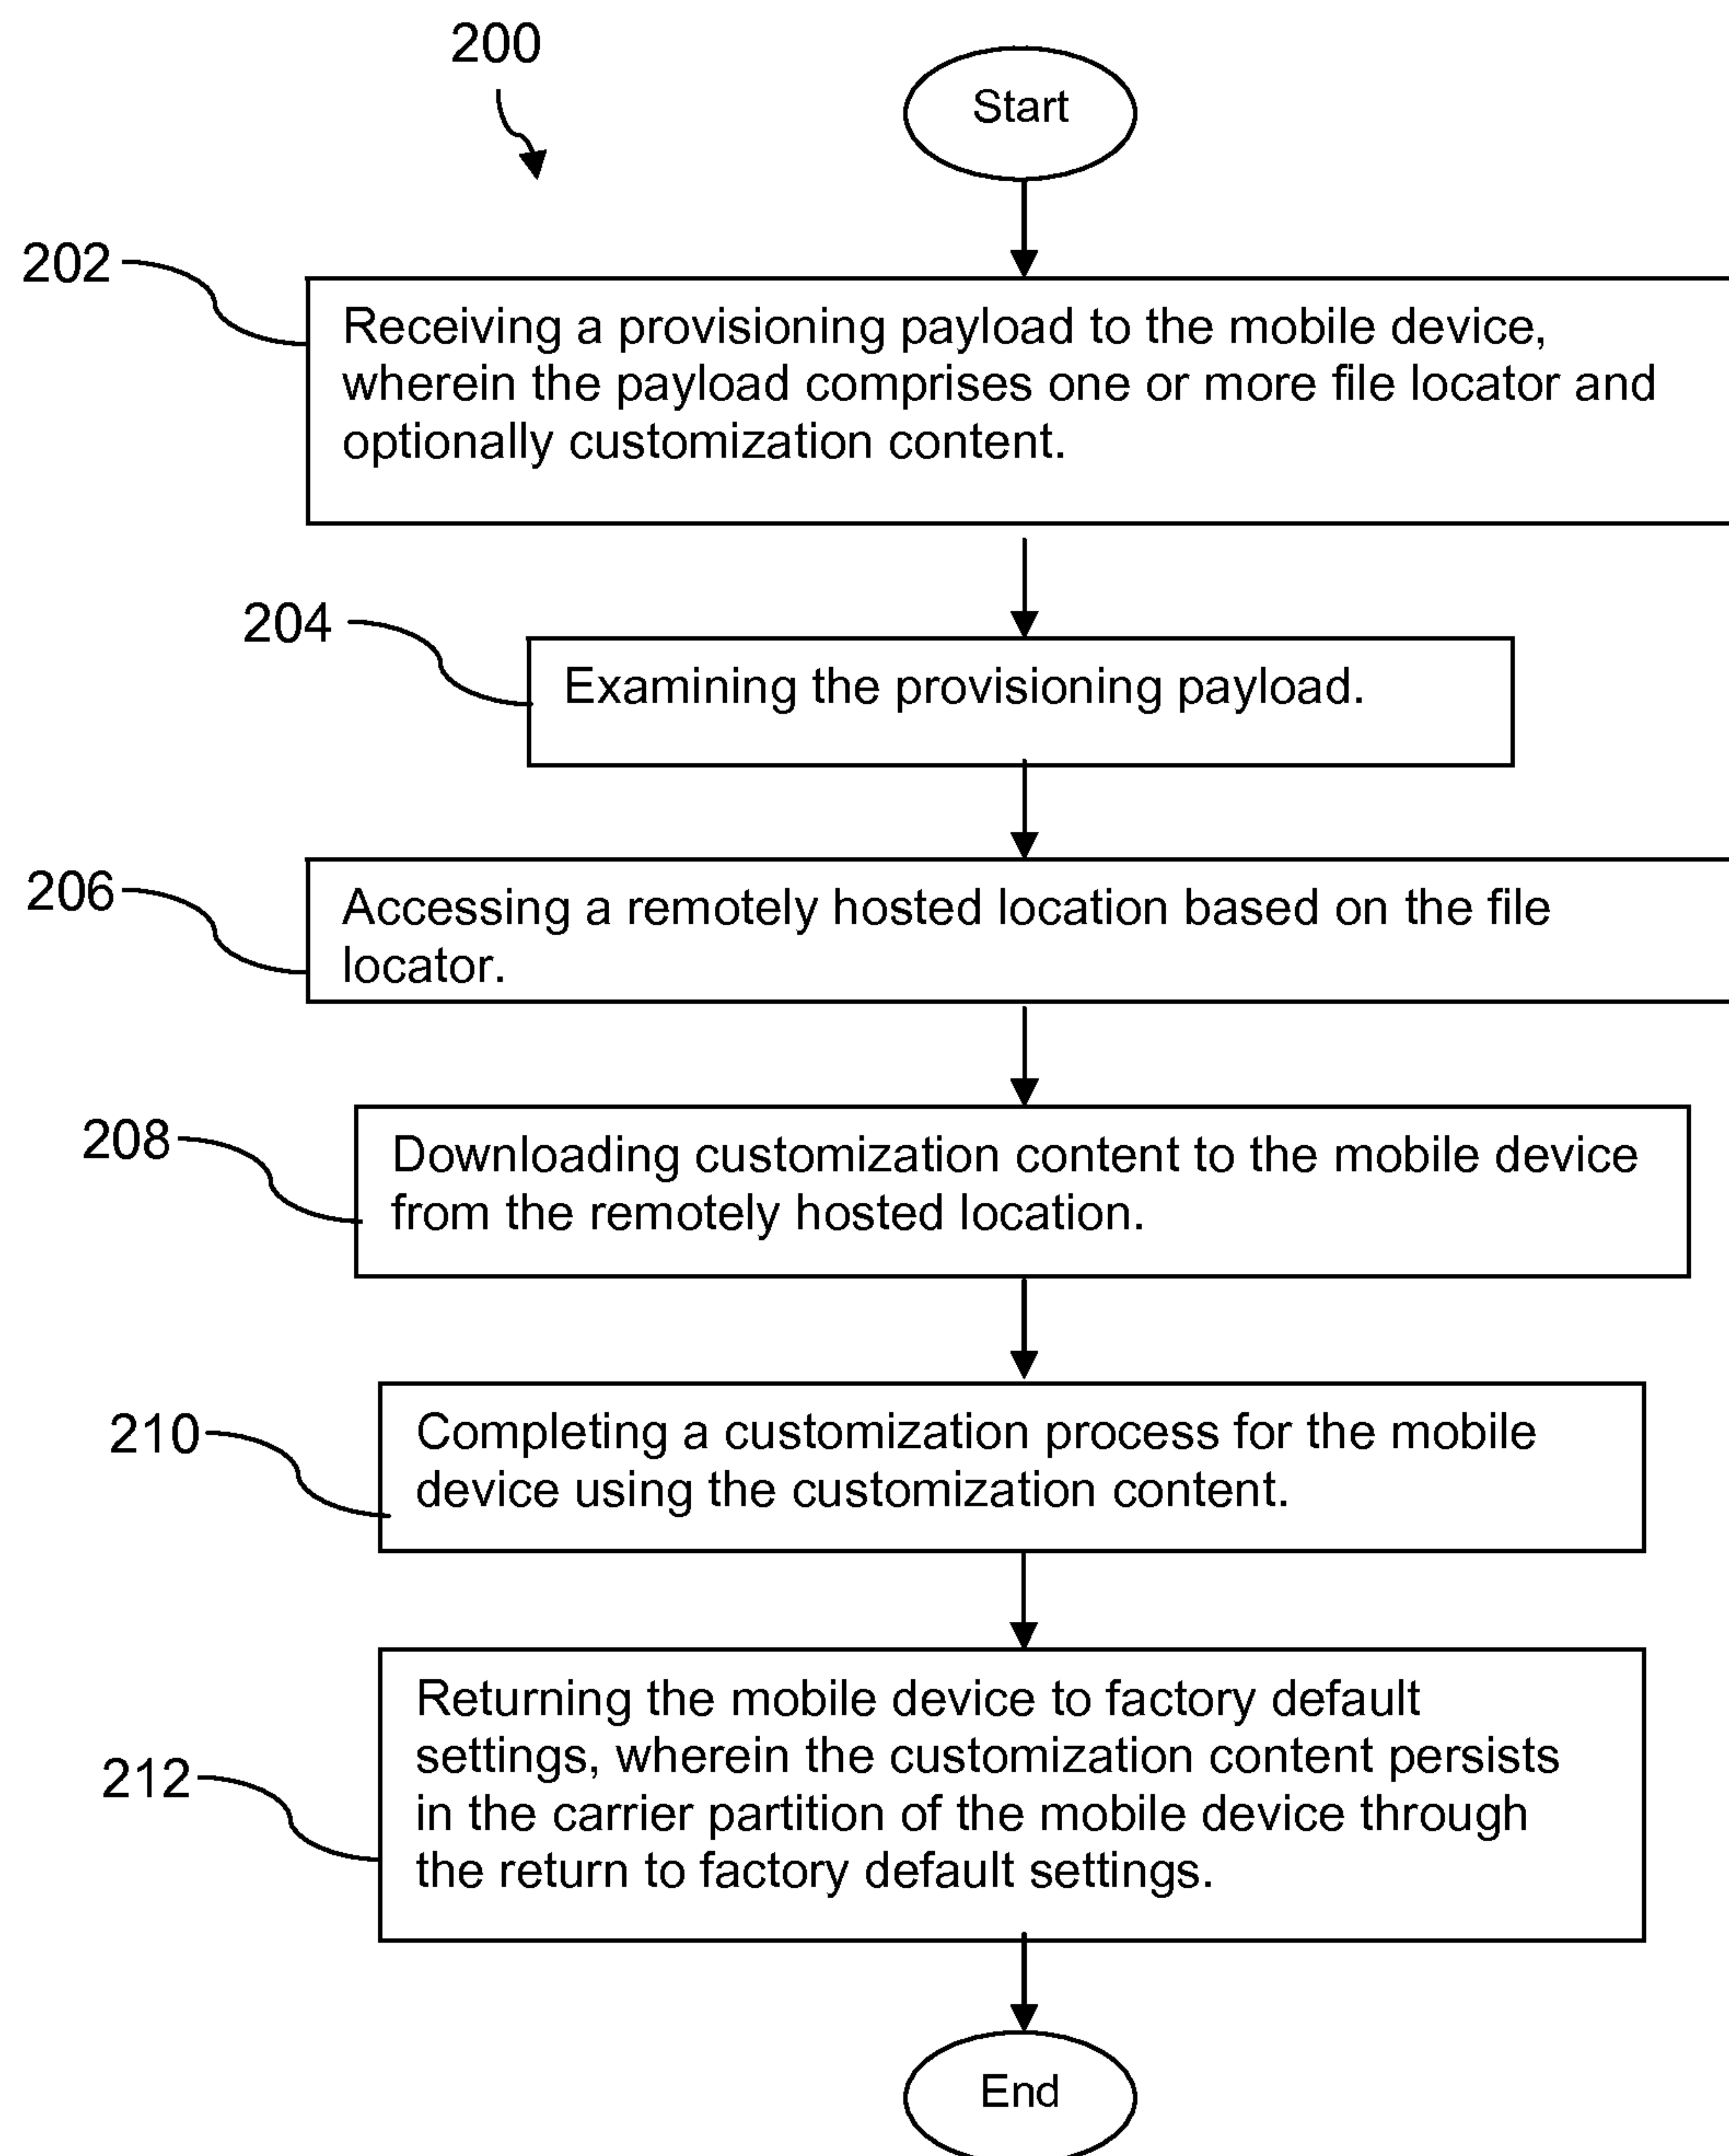 200
Start
202
Receiving a provisioning payload to the mobile device,
wherein the payload comprises one or more file locator and
optionally customization content.
204
Examining the provisioning payload.
206
Accessing a remotely hosted location based on the file
locator.
208
Downloading customization content to the mobile device
from the remotely hosted location.
210
Completing a customization process for the mobile
device using the customization content.
212
Returning the mobile device to factory default
settings, wherein the customization content persists
in the carrier partition of the mobile device through
the return to factory default settings.
End